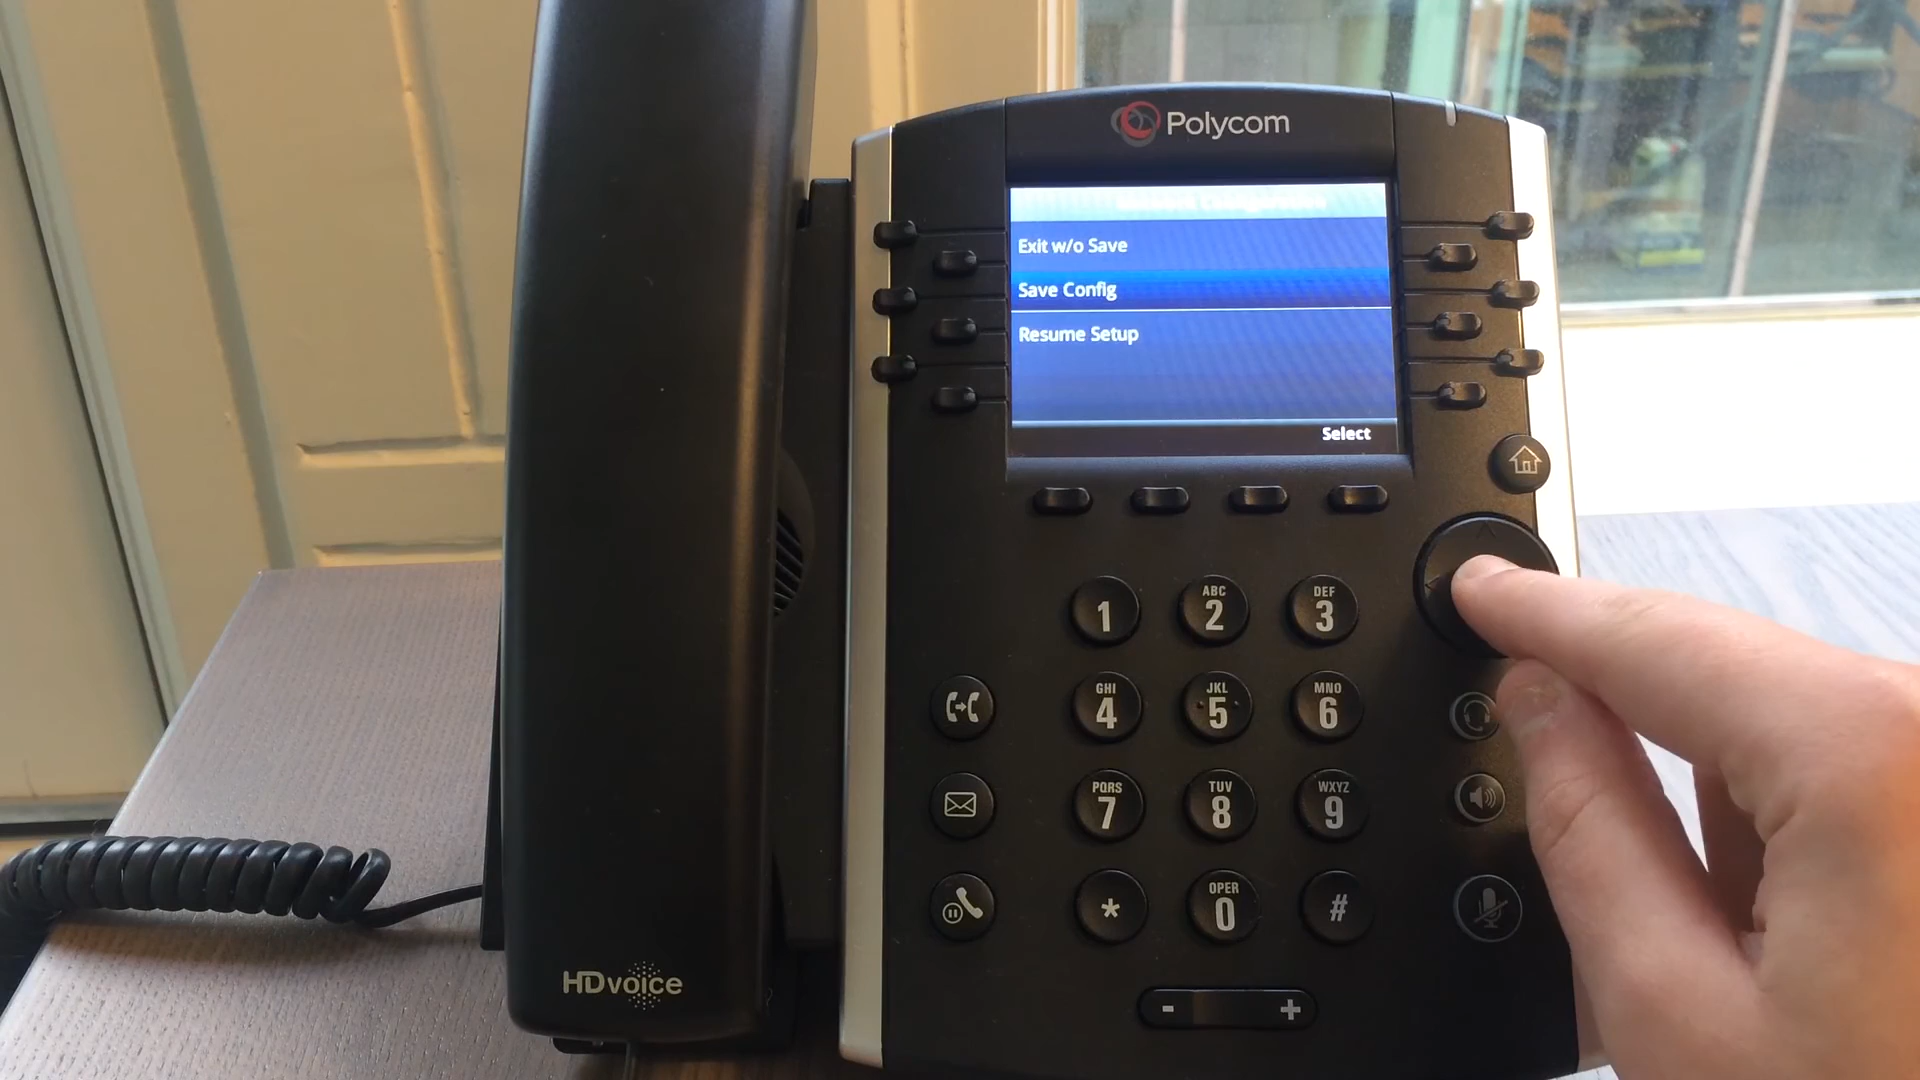 Polycom
Exit w/o Save
Save Config
Resume Setup
Select
1
ABC
2
DEF
3
GHI
4
JKL
5
MNO
6
PQRS
7
TUV
8
WXYZ
9
*
OPER
0
#
HDvoice
- +